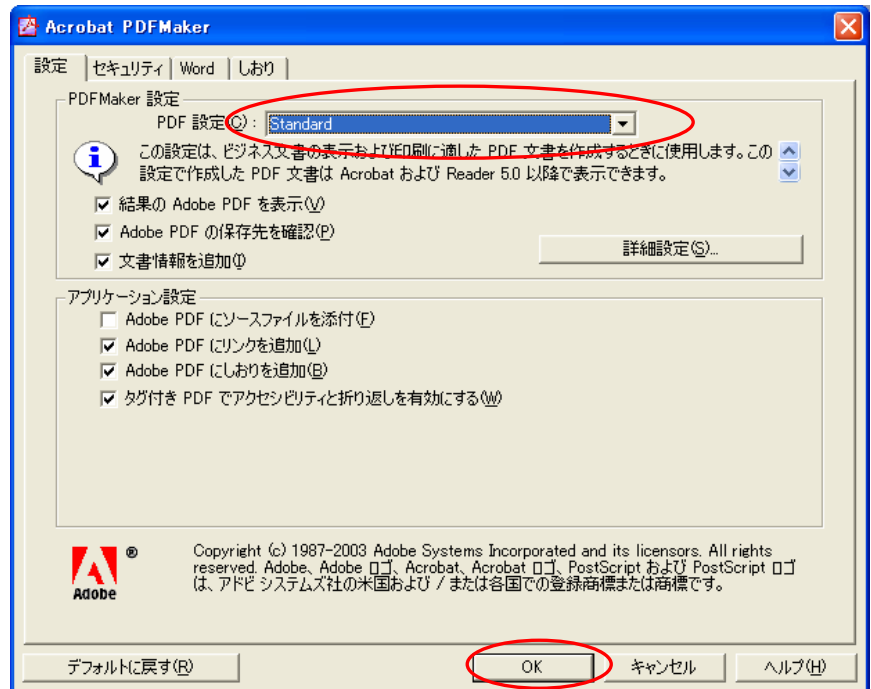 Acrobat PDFMaker
設定 セキュリティ Word しおり
PDFMaker 設定
PDF 設定(C): Standard
この設定は、ビジネス文書の表示および印刷に適した PDF 文書を作成するときに使用します。この
設定で作成した PDF 文書は Acrobat および Reader 5.0 以降で表示できます。
結果の Adobe PDF を表示(V)
Adobe PDF の保存先を確認(P)
詳細設定(S)...
文書情報を追加(I)
アプリケーション設定
Adobe PDF にソースファイルを添付(F)
Adobe PDF にリンクを追加(L)
Adobe PDF にしおりを追加(B)
タグ付き PDF でアクセシビリティと折り返しを有効にする(W)
Copyright (c) 1987-2003 Adobe Systems Incorporated and its licensors. All rights
reserved. Adobe、Adobe ロゴ、Acrobat、Acrobat ロゴ、PostScript および PostScript ロゴ
は、アドビ システムズ社の米国および / または各国での登録商標または商標です。
Adobe ®
デフォルトに戻す(R) OK キャンセル ヘルプ(H)